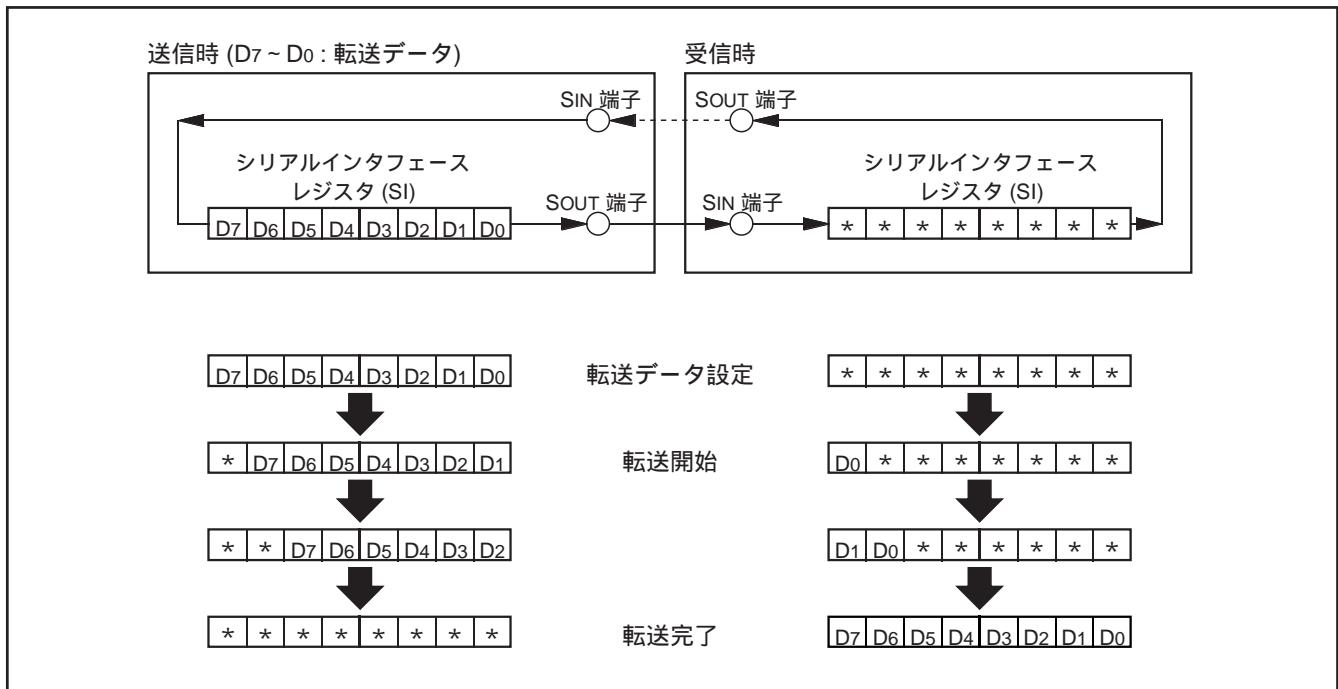 送信時 (D7 ~ D0 : 転送データ)
受信時
SIN 端子
SOUT 端子
シリアルインタフェース
レジスタ (SI)
シリアルインタフェース
レジスタ (SI)
SOUT 端子
SIN 端子
D7 D6 D5 D4 D3 D2 D1 D0
* * * * * * * *
D7 D6 D5 D4 D3 D2 D1 D0
転送データ設定
* * * * * * * *
* D7 D6 D5 D4 D3 D2 D1
転送開始
D0 * * * * * * *
* * D7 D6 D5 D4 D3 D2
D1 D0 * * * * * *
* * * * * * * *
転送完了
D7 D6 D5 D4 D3 D2 D1 D0